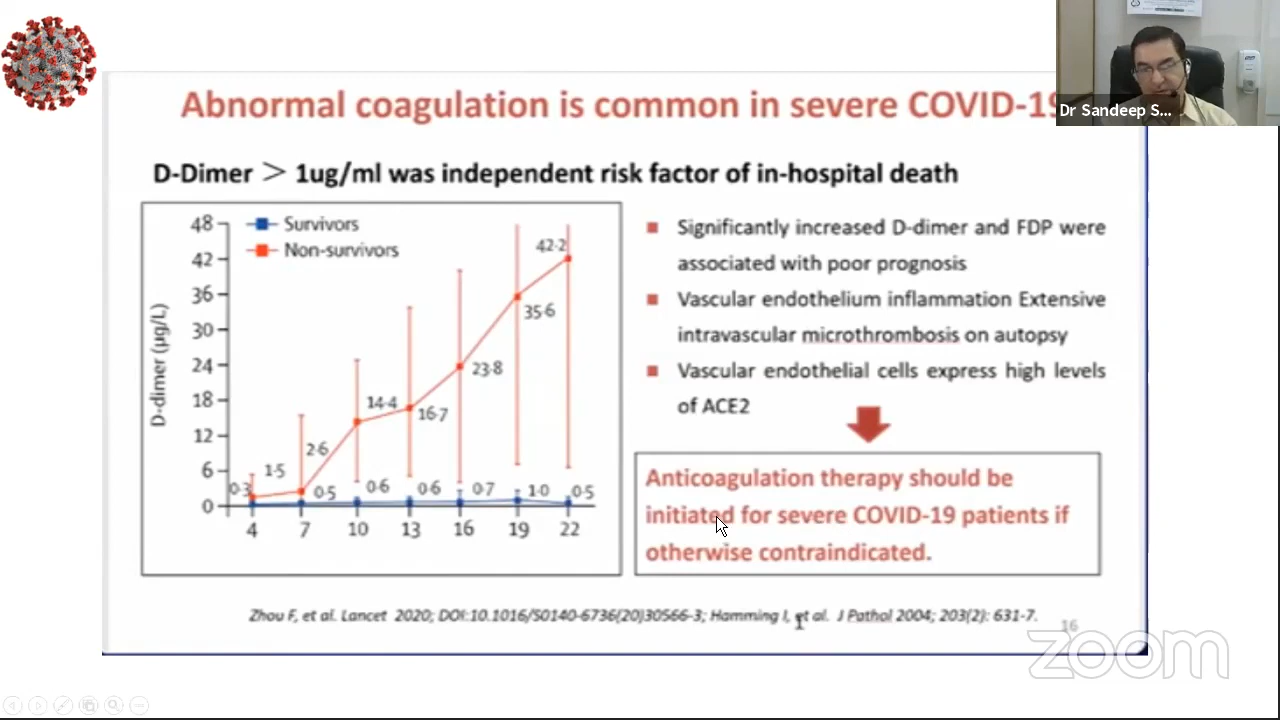 Abnormal coagulation is common in severe COVID-19
Dr Sandeep S...
D-Dimer > 1ug/ml was independent risk factor of in-hospital death
Survivors
Non-survivors
D-dimer (µg/L)
48
42
36
30
24
18
12
6
0
0·3
1·5
2·6
14·4
16·7
23·8
35·6
42·2
0·5
0·6
0·6
0·7
1·0
0·5
4 7 10 13 16 19 22
Significantly increased D-dimer and FDP were
associated with poor prognosis
Vascular endothelium inflammation Extensive
intravascular microthrombosis on autopsy
Vascular endothelial cells express high levels
of ACE2
Anticoagulation therapy should be
initiated for severe COVID-19 patients if
otherwise contraindicated.
Zhou F, et al. Lancet 2020; DOI:10.1016/S0140-6736(20)30566-3; Hamming I, et al. J Pathol 2004; 203(2): 631-7.
16
zoom